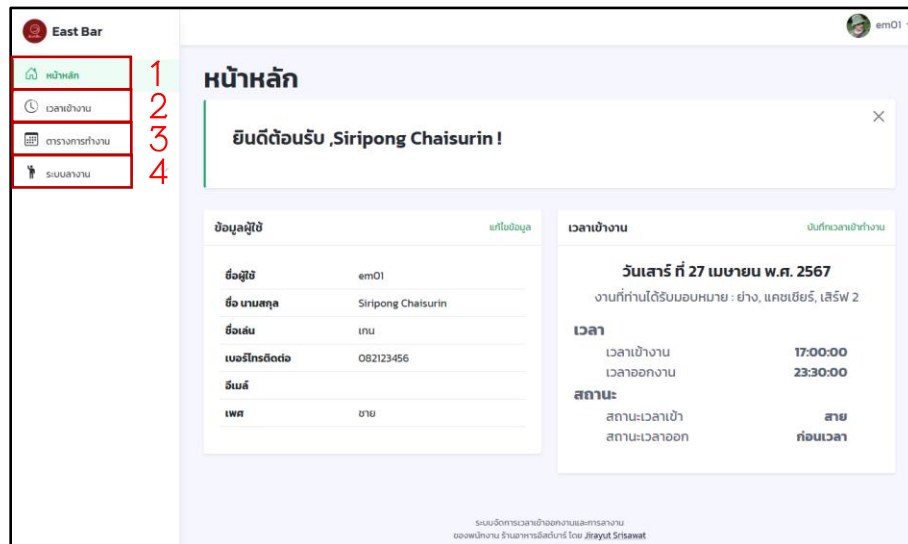 East Bar
em01
หน้าหลัก 1
เวลาเข้างาน 2
ตารางการทำงาน 3
ระบบลางาน 4
หน้าหลัก
ยินดีต้อนรับ ,Siripong Chaisurin !
ข้อมูลผู้ใช้ แก้ไขข้อมูล
ชื่อผู้ใช้ em01
ชื่อ นามสกุล Siripong Chaisurin
ชื่อเล่น เกน
เบอร์โทรติดต่อ 082123456
อีเมล์
เพศ ชาย
เวลาเข้างาน บันทึกเวลาเข้าทำงาน
วันเสาร์ ที่ 27 เมษายน พ.ศ. 2567
งานที่ท่านได้รับมอบหมาย : ย่าง, แคชเชียร์, เสิร์ฟ 2
เวลา
เวลาเข้างาน 17:00:00
เวลาออกงาน 23:30:00
สถานะ
สถานะเวลาเข้า สาย
สถานะเวลาออก ก่อนเวลา
ระบบจัดการเวลาเข้าออกงานและการลางาน
ของพนักงาน ร้านอาหารอีสต์บาร์ โดย Jirayut Srisawat